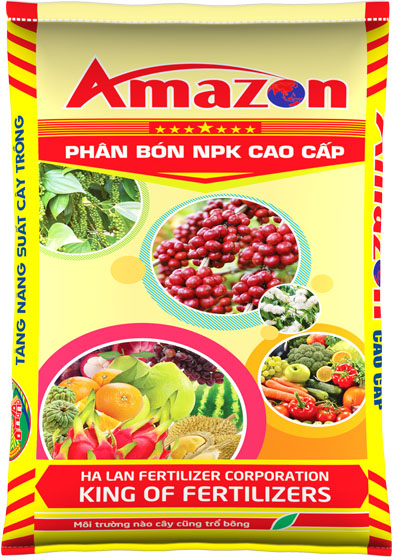 Amazon
PHÂN BÓN NPK CAO CẤP
TĂNG NĂNG SUẤT CÂY TRỒNG
Amazon
CAO CẤP
HA LAN FERTILIZER CORPORATION
KING OF FERTILIZERS
Môi trường nào cây cũng trổ bông